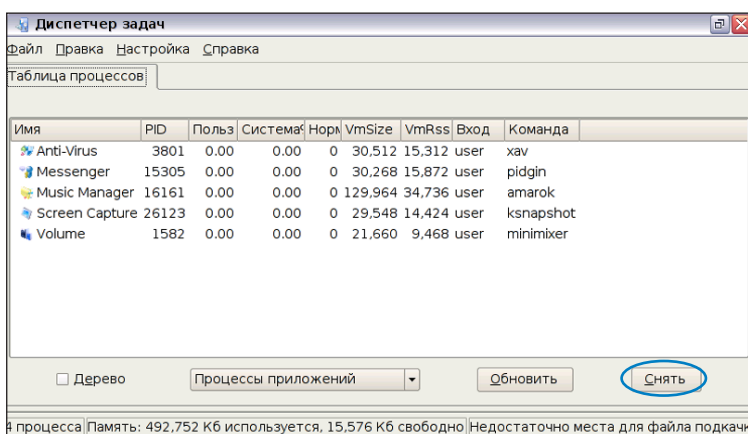 Диспетчер задач
Файл Правка Настройка Справка
Таблица процессов
Имя PID Польз Система% Норм VmSize VmRss Вход Команда
Anti-Virus 3801 0.00 0.00 0 30,512 15,312 user xav
Messenger 15305 0.00 0.00 0 30,268 15,872 user pidgin
Music Manager 16161 0.00 0.00 0 129,964 34,736 user amarok
Screen Capture 26123 0.00 0.00 0 29,548 14,424 user ksnapshot
Volume 1582 0.00 0.00 0 21,660 9,468 user minimixer
Дерево Процессы приложений Обновить Снять
4 процесса Память: 492,752 Кб используется, 15,576 Кб свободно Недостаточно места для файла подкачк